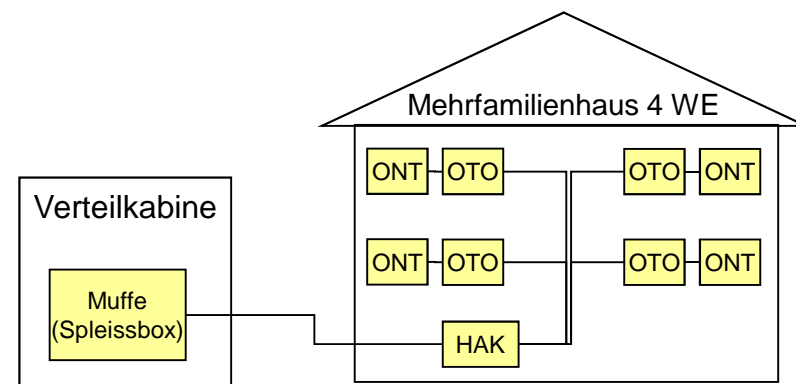 Mehrfamilienhaus 4 WE
ONT OTO OTO ONT
Verteilkabine
ONT OTO OTO ONT
Muffe
(Spleissbox)
HAK